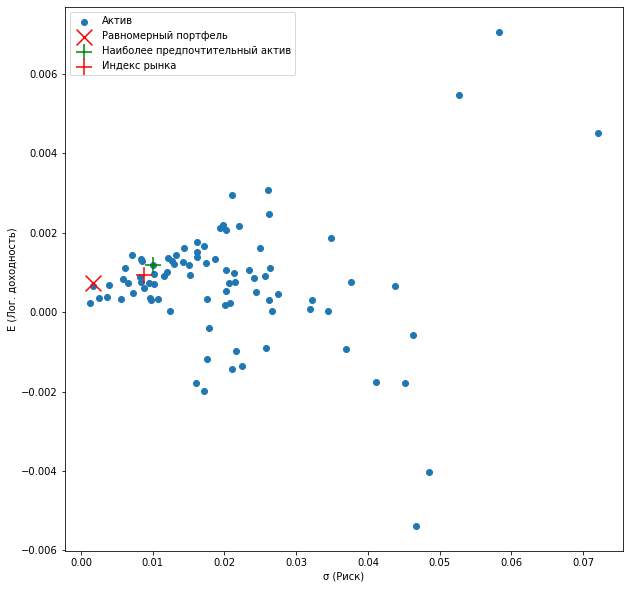 Актив
Равномерный портфель
Наиболее предпочтительный актив
Индекс рынка
0.006
0.004
0.002
0.000
−0.002
−0.004
−0.006
E (Лог. доходность)
0.00 0.01 0.02 0.03 0.04 0.05 0.06 0.07
σ (Риск)